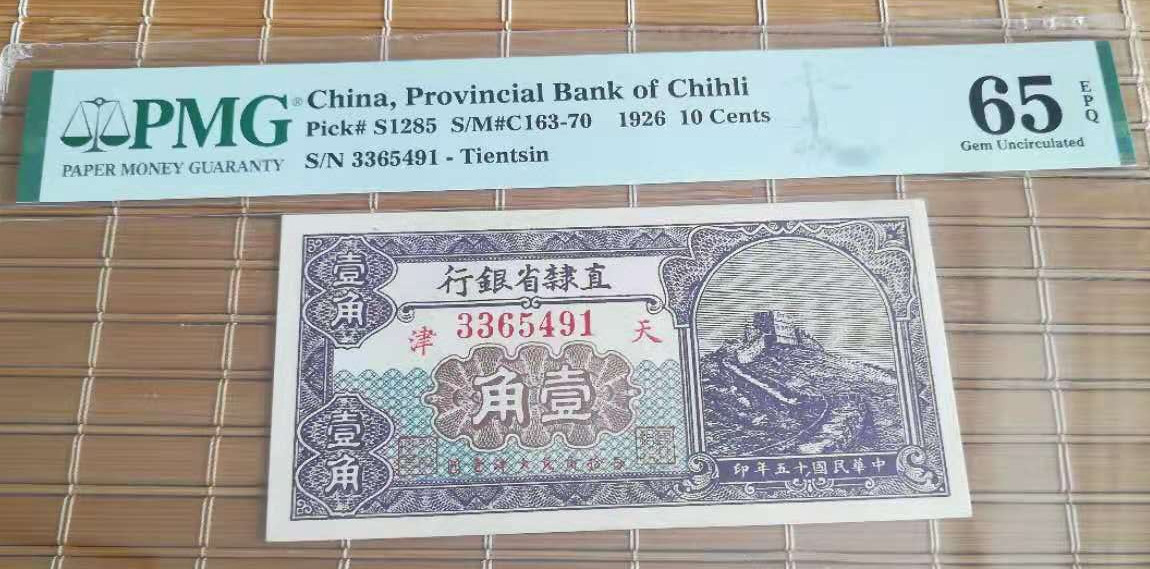 PMG®
PAPER MONEY GUARANTY
China, Provincial Bank of Chihli
Pick# S1285 S/M#C163-70 1926 10 Cents
S/N 3365491 - Tientsin
65
EPQ
Gem Uncirculated
壹角
行銀省隸直
津 3365491 天
角壹
壹角
印年五十國民華中